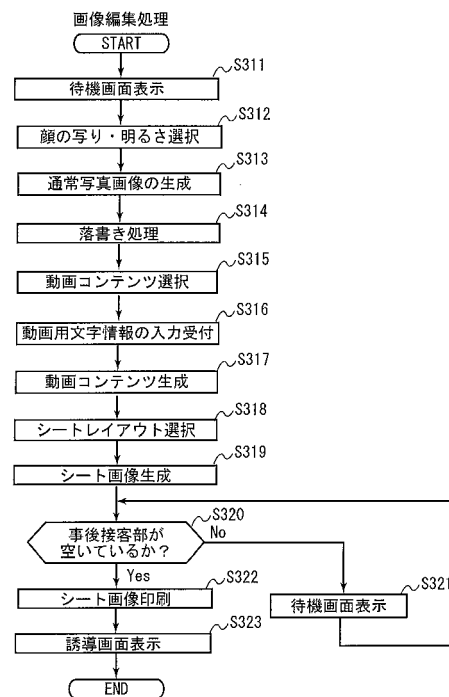 画像編集処理
START
S311
待機画面表示
S312
顔の写り・明るさ選択
S313
通常写真画像の生成
S314
落書き処理
S315
動画コンテンツ選択
S316
動画用文字情報の入力受付
S317
動画コンテンツ生成
S318
シートレイアウト選択
S319
シート画像生成
S320
事後接客部が
空いているか?
No
Yes
S321
待機画面表示
S322
シート画像印刷
S323
誘導画面表示
END